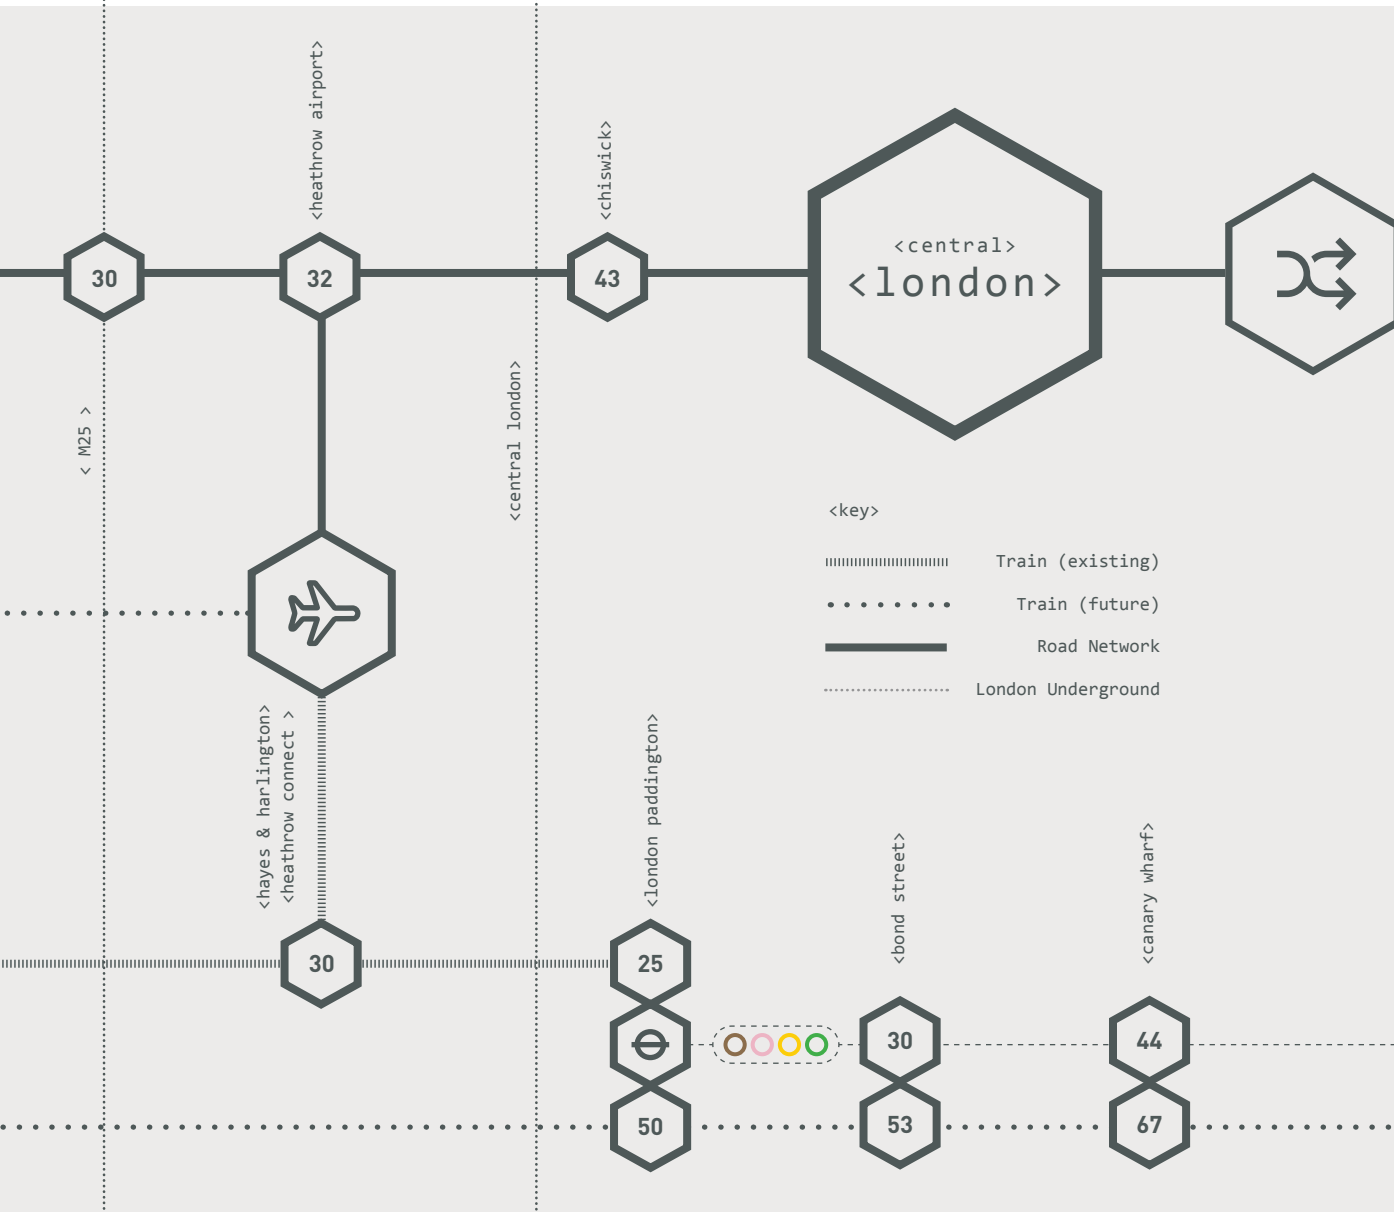 <heathrow airport>
<chiswick>
30
32
43
<central>
<london>
< M25 >
<central london>
<key>
Train (existing)
Train (future)
Road Network
London Underground
<hayes & harlington>
<heathrow connect >
<london paddington>
<bond street>
<canary wharf>
30
25
30
44
50
53
67